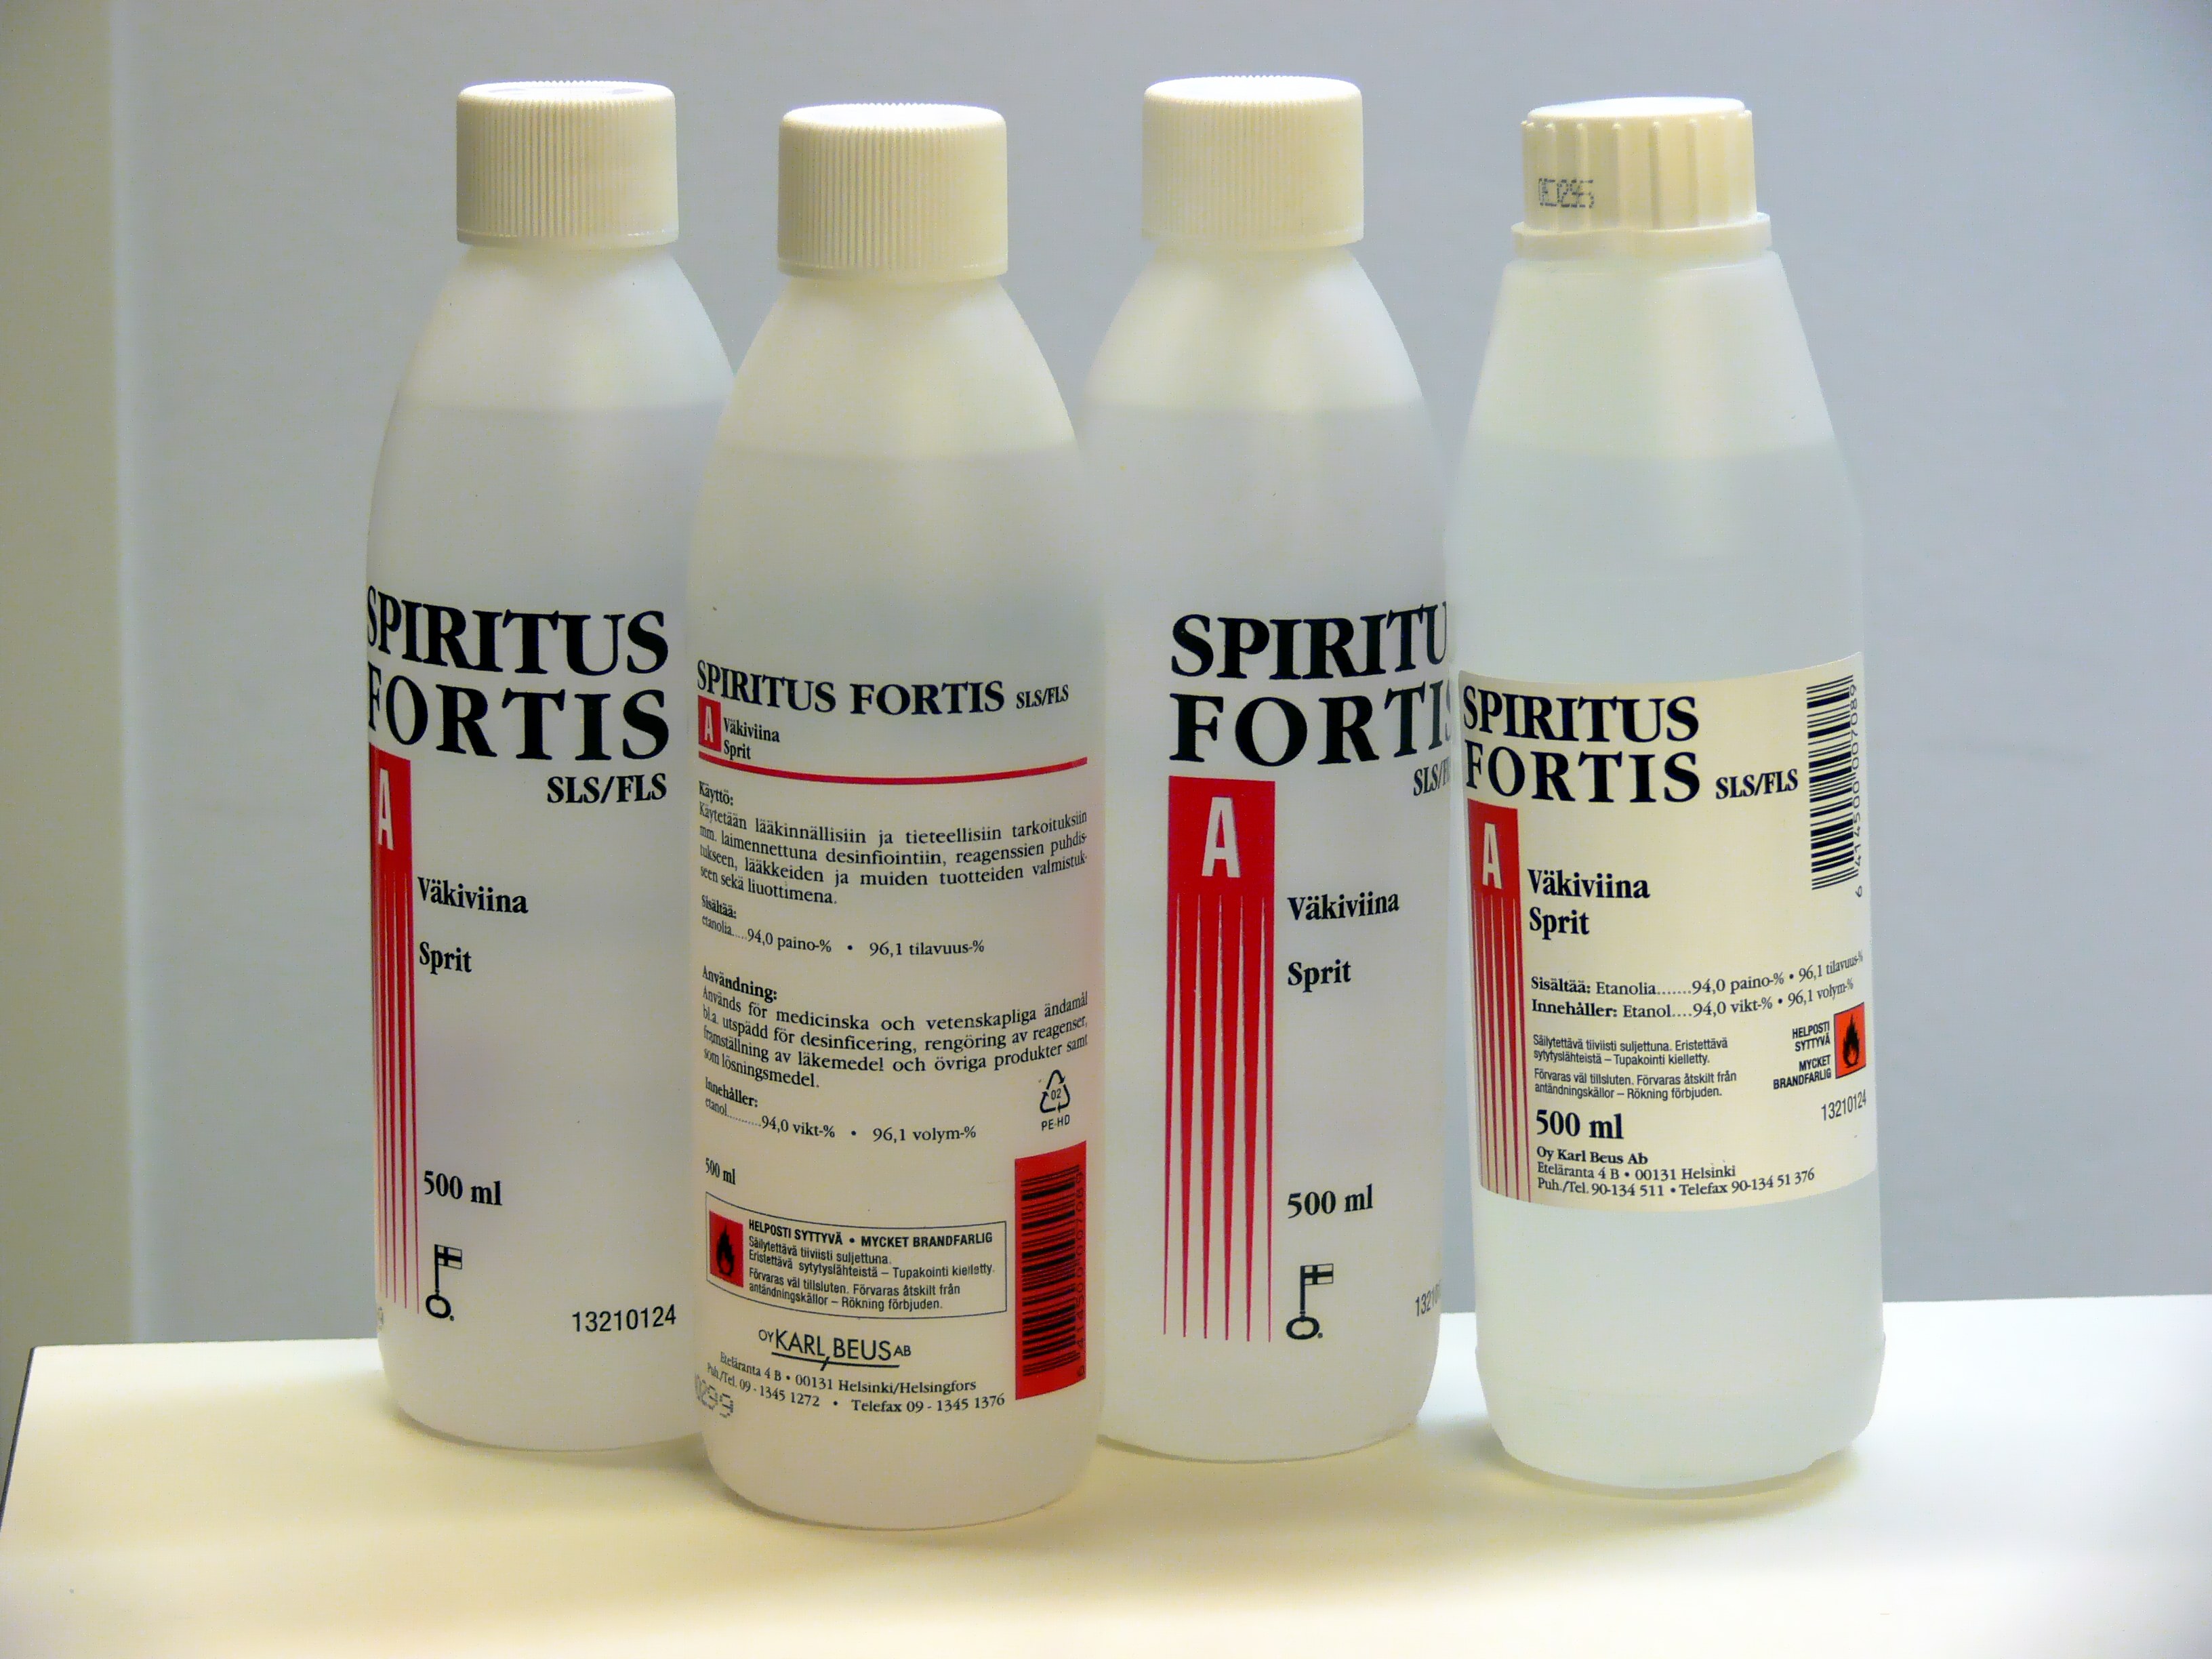 SPIRITUS
FORTIS
SLS/FLS
A
Väkiviina
Sprit
500 ml
13210124
SPIRITUS FORTIS SLS/FLS
A
Väkiviina
Sprit
Käyttö:
Käytetään lääkinnällisiin ja tieteellisiin tarkoituksiin
mm. laimennettuna desinfiointiin, reagenssien puhdis-
tukseen, lääkkeiden ja muiden tuotteiden valmistuk-
seen sekä liuottimena.
Sisältää:
etanolia.....94,0 paino-% • 96,1 tilavuus-%
Användning:
Används för medicinska och vetenskapliga ändamål
bl.a. utspädd för desinficering, rengöring av reagenser,
framställning av läkemedel och övriga produkter samt
som lösningsmedel.
Innehåller:
etanol..........94,0 vikt-% • 96,1 volym-%
02
PE-HD
500 ml
HELPOSTI SYTTYVÄ • MYCKET BRANDFARLIG
Säilytettävä tiiviisti suljettuna.
Eristettävä sytytyslähteistä – Tupakointi kielletty.
Förvaras väl tillsluten. Förvaras åtskilt från
antändningskällor – Rökning förbjuden.
OY KARL BEUS AB
Eteläranta 4 B • 00131 Helsinki/Helsingfors
Puh./Tel. 09 - 1345 1272 • Telefax 09 - 1345 1376
SPIRITU
FORTIS
SLS/F
A
Väkiviina
Sprit
500 ml
1321
SPIRITUS
FORTIS SLS/FLS
A
Väkiviina
Sprit
6 414500 007089
Sisältää: Etanolia.......94,0 paino-% • 96,1 tilavuus-%
Innehåller: Etanol....94,0 vikt-% • 96,1 volym-%
Säilytettävä tiiviisti suljettuna. Eristettävä
sytytyslähteistä – Tupakointi kielletty.
Förvaras väl tillsluten. Förvaras åtskilt från
antändningskällor – Rökning förbjuden.
HELPOSTI
SYTTYVÄ
MYCKET
BRANDFARLIG
13210124
500 ml
Oy Karl Beus Ab
Eteläranta 4 B • 00131 Helsinki
Puh./Tel. 90-134 511 • Telefax 90-134 51 376